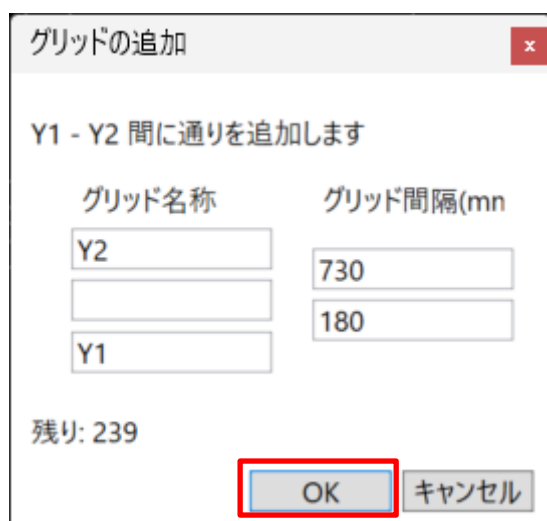 グリッドの追加
x
Y1 - Y2 間に通りを追加します
グリッド名称 グリッド間隔(mn
Y2
730
180
Y1
残り: 239
OK キャンセル